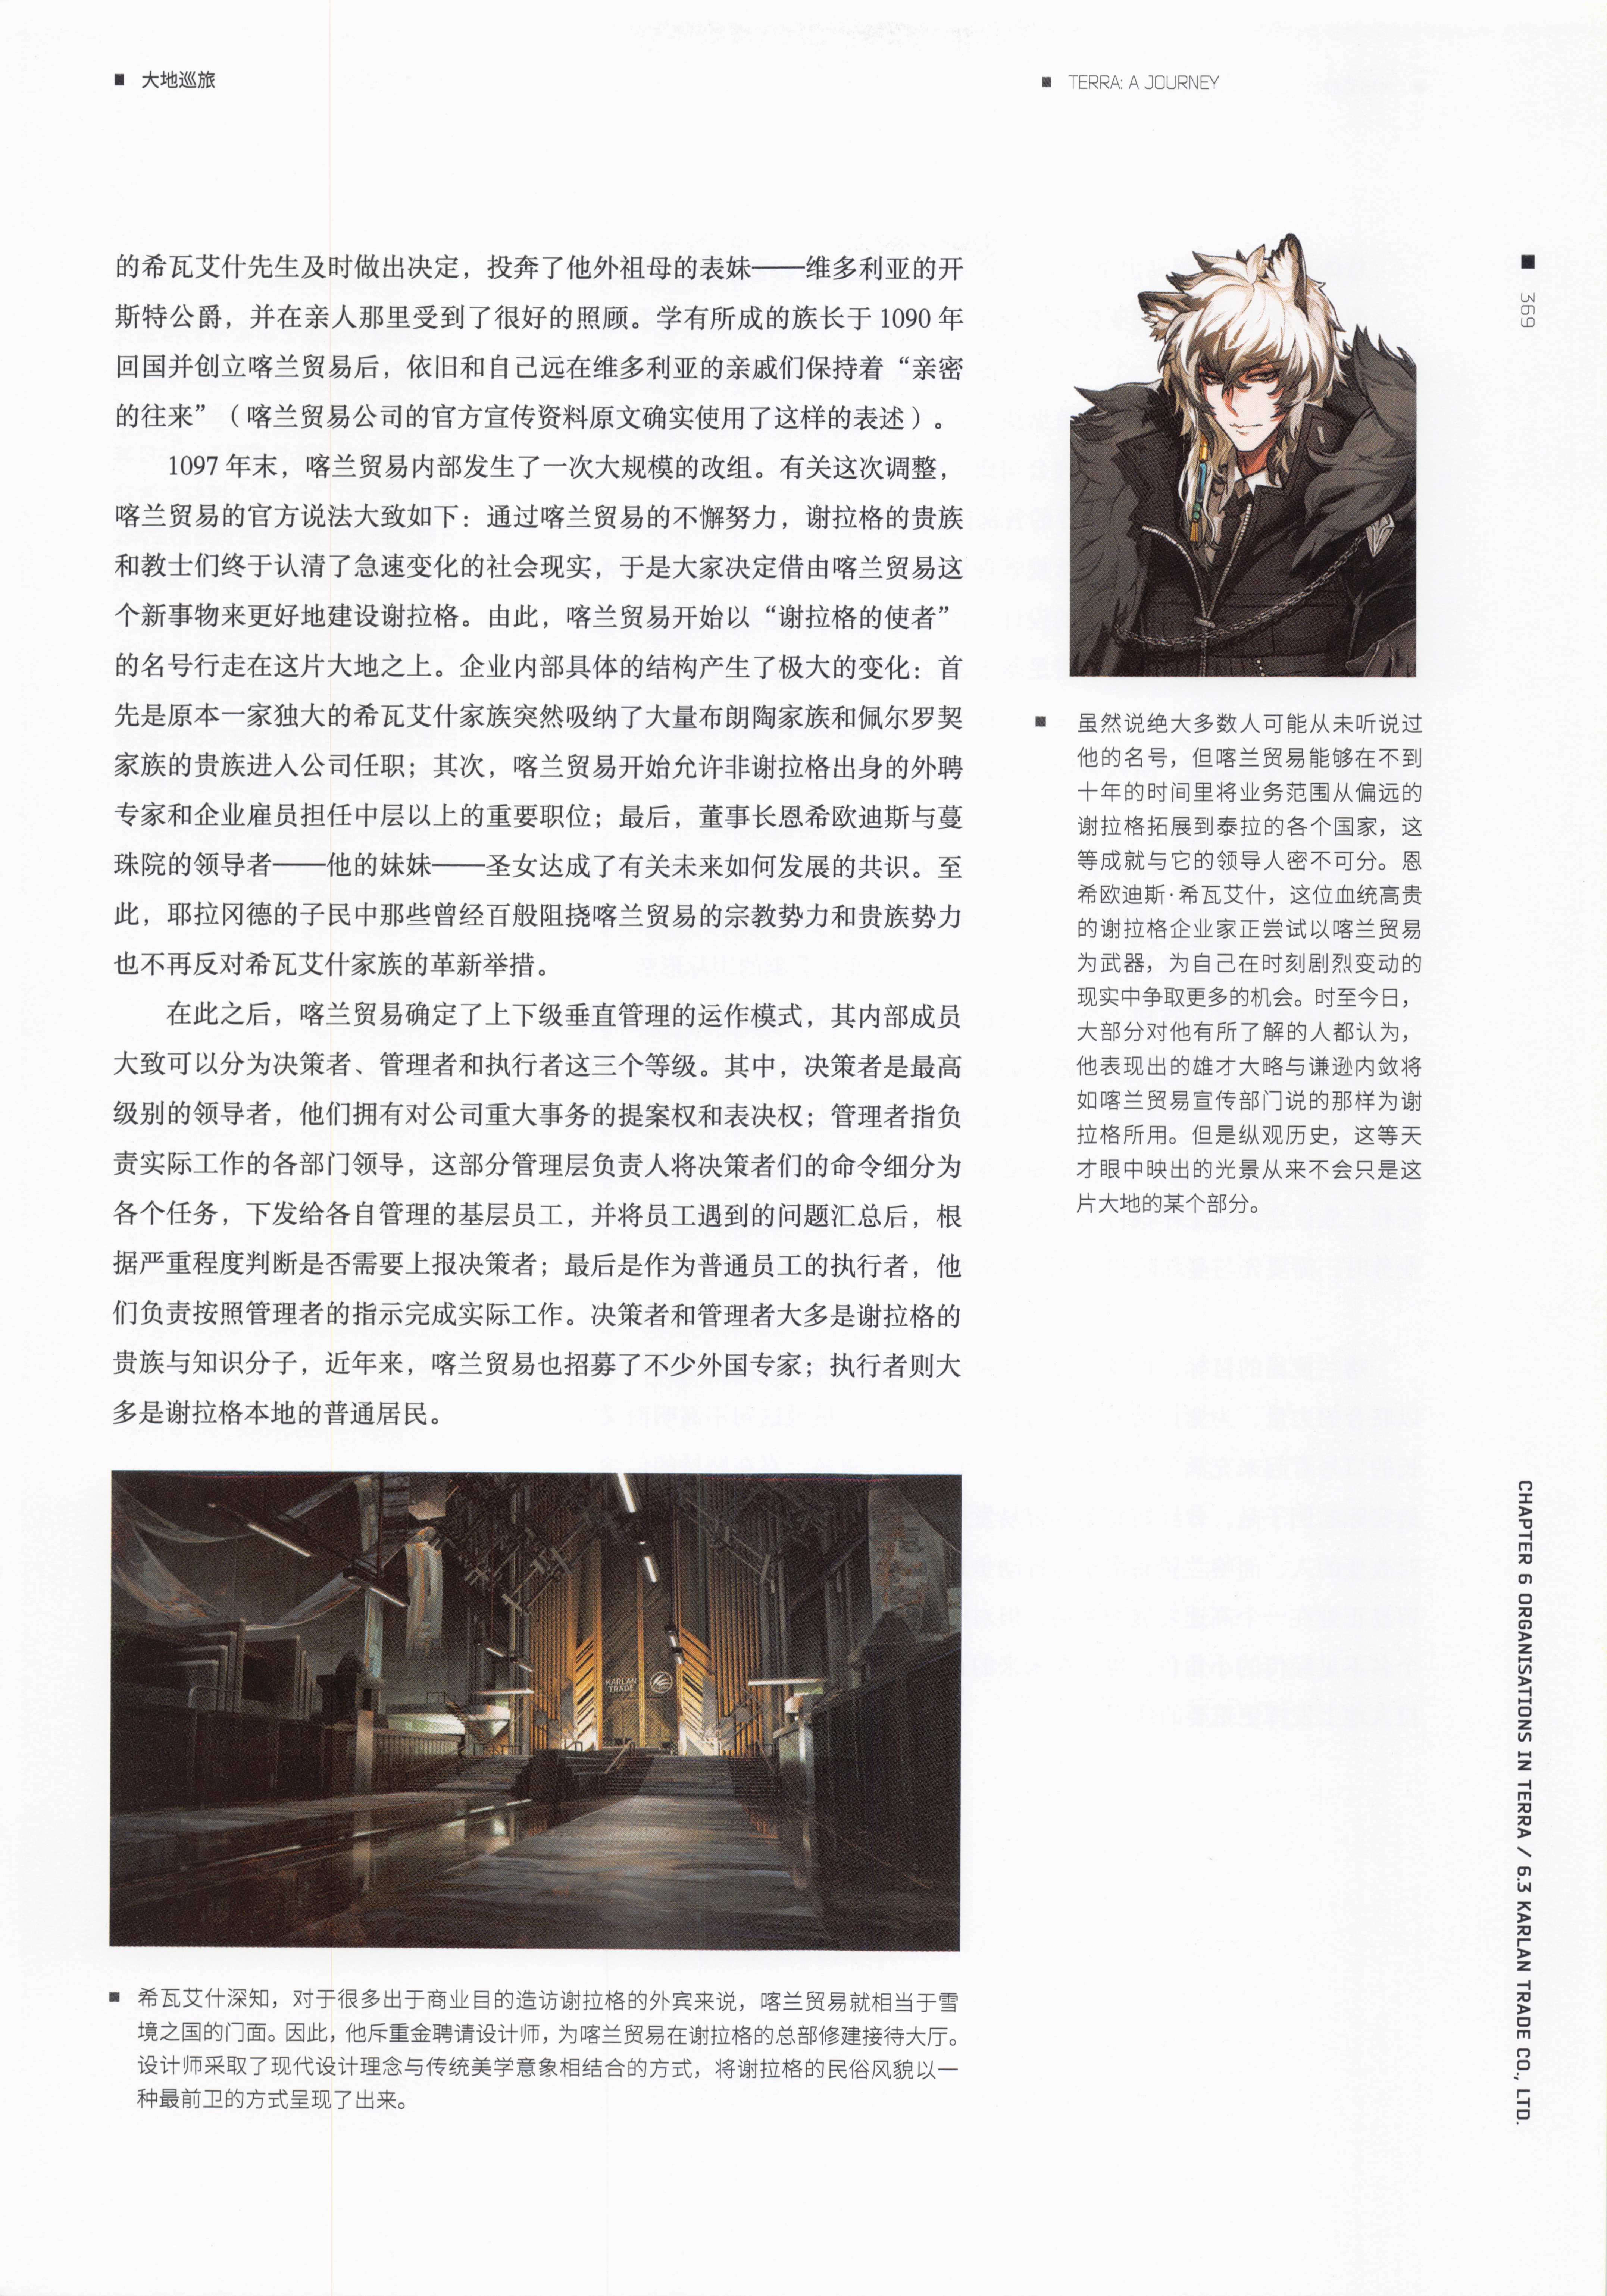 大地巡旅
TERRA: A JOURNEY
的希瓦艾什先生及时做出决定，投奔了他外祖母的表妹——维多利亚的开
斯特公爵，并在亲人那里受到了很好的照顾。学有所成的族长于 1090 年
回国并创立喀兰贸易后，依旧和自己远在维多利亚的亲戚们保持着“亲密
的往来”（喀兰贸易公司的官方宣传资料原文确实使用了这样的表述）。
1097 年末，喀兰贸易内部发生了一次大规模的改组。有关这次调整，
喀兰贸易的官方说法大致如下：通过喀兰贸易的不懈努力，谢拉格的贵族
和教士们终于认清了急速变化的社会现实，于是大家决定借由喀兰贸易这
个新事物来更好地建设谢拉格。由此，喀兰贸易开始以“谢拉格的使者”
的名号行走在这片大地之上。企业内部具体的结构产生了极大的变化：首
先是原本一家独大的希瓦艾什家族突然吸纳了大量布朗陶家族和佩尔罗契
家族的贵族进入公司任职；其次，喀兰贸易开始允许非谢拉格出身的外聘
专家和企业雇员担任中层以上的重要职位；最后，董事长恩希欧迪斯与蔓
珠院的领导者——他的妹妹——圣女达成了有关未来如何发展的共识。至
此，耶拉冈德的子民中那些曾经百般阻挠喀兰贸易的宗教势力和贵族势力
也不再反对希瓦艾什家族的革新举措。
在此之后，喀兰贸易确定了上下级垂直管理的运作模式，其内部成员
大致可以分为决策者、管理者和执行者这三个等级。其中，决策者是最高
级别的领导者，他们拥有对公司重大事务的提案权和表决权；管理者指负
责实际工作的各部门领导，这部分管理层负责人将决策者们的命令细分为
各个任务，下发给各自管理的基层员工，并将员工遇到的问题汇总后，根
据严重程度判断是否需要上报决策者；最后是作为普通员工的执行者，他
们负责按照管理者的指示完成实际工作。决策者和管理者大多是谢拉格的
贵族与知识分子，近年来，喀兰贸易也招募了不少外国专家；执行者则大
多是谢拉格本地的普通居民。
KARLAN
TRADE
希瓦艾什深知，对于很多出于商业目的造访谢拉格的外宾来说，喀兰贸易就相当于雪
境之国的门面。因此，他斥重金聘请设计师，为喀兰贸易在谢拉格的总部修建接待大厅。
设计师采取了现代设计理念与传统美学意象相结合的方式，将谢拉格的民俗风貌以一
种最前卫的方式呈现了出来。
虽然说绝大多数人可能从未听说过
他的名号，但喀兰贸易能够在不到
十年的时间里将业务范围从偏远的
谢拉格拓展到泰拉的各个国家，这
等成就与它的领导人密不可分。恩
希欧迪斯·希瓦艾什，这位血统高贵
的谢拉格企业家正尝试以喀兰贸易
为武器，为自己在时刻剧烈变动的
现实中争取更多的机会。时至今日，
大部分对他有所了解的人都认为，
他表现出的雄才大略与谦逊内敛将
如喀兰贸易宣传部门说的那样为谢
拉格所用。但是纵观历史，这等天
才眼中映出的光景从来不会只是这
片大地的某个部分。
369
CHAPTER 6 ORGANISATIONS IN TERRA / 6.3 KARLAN TRADE CO., LTD.